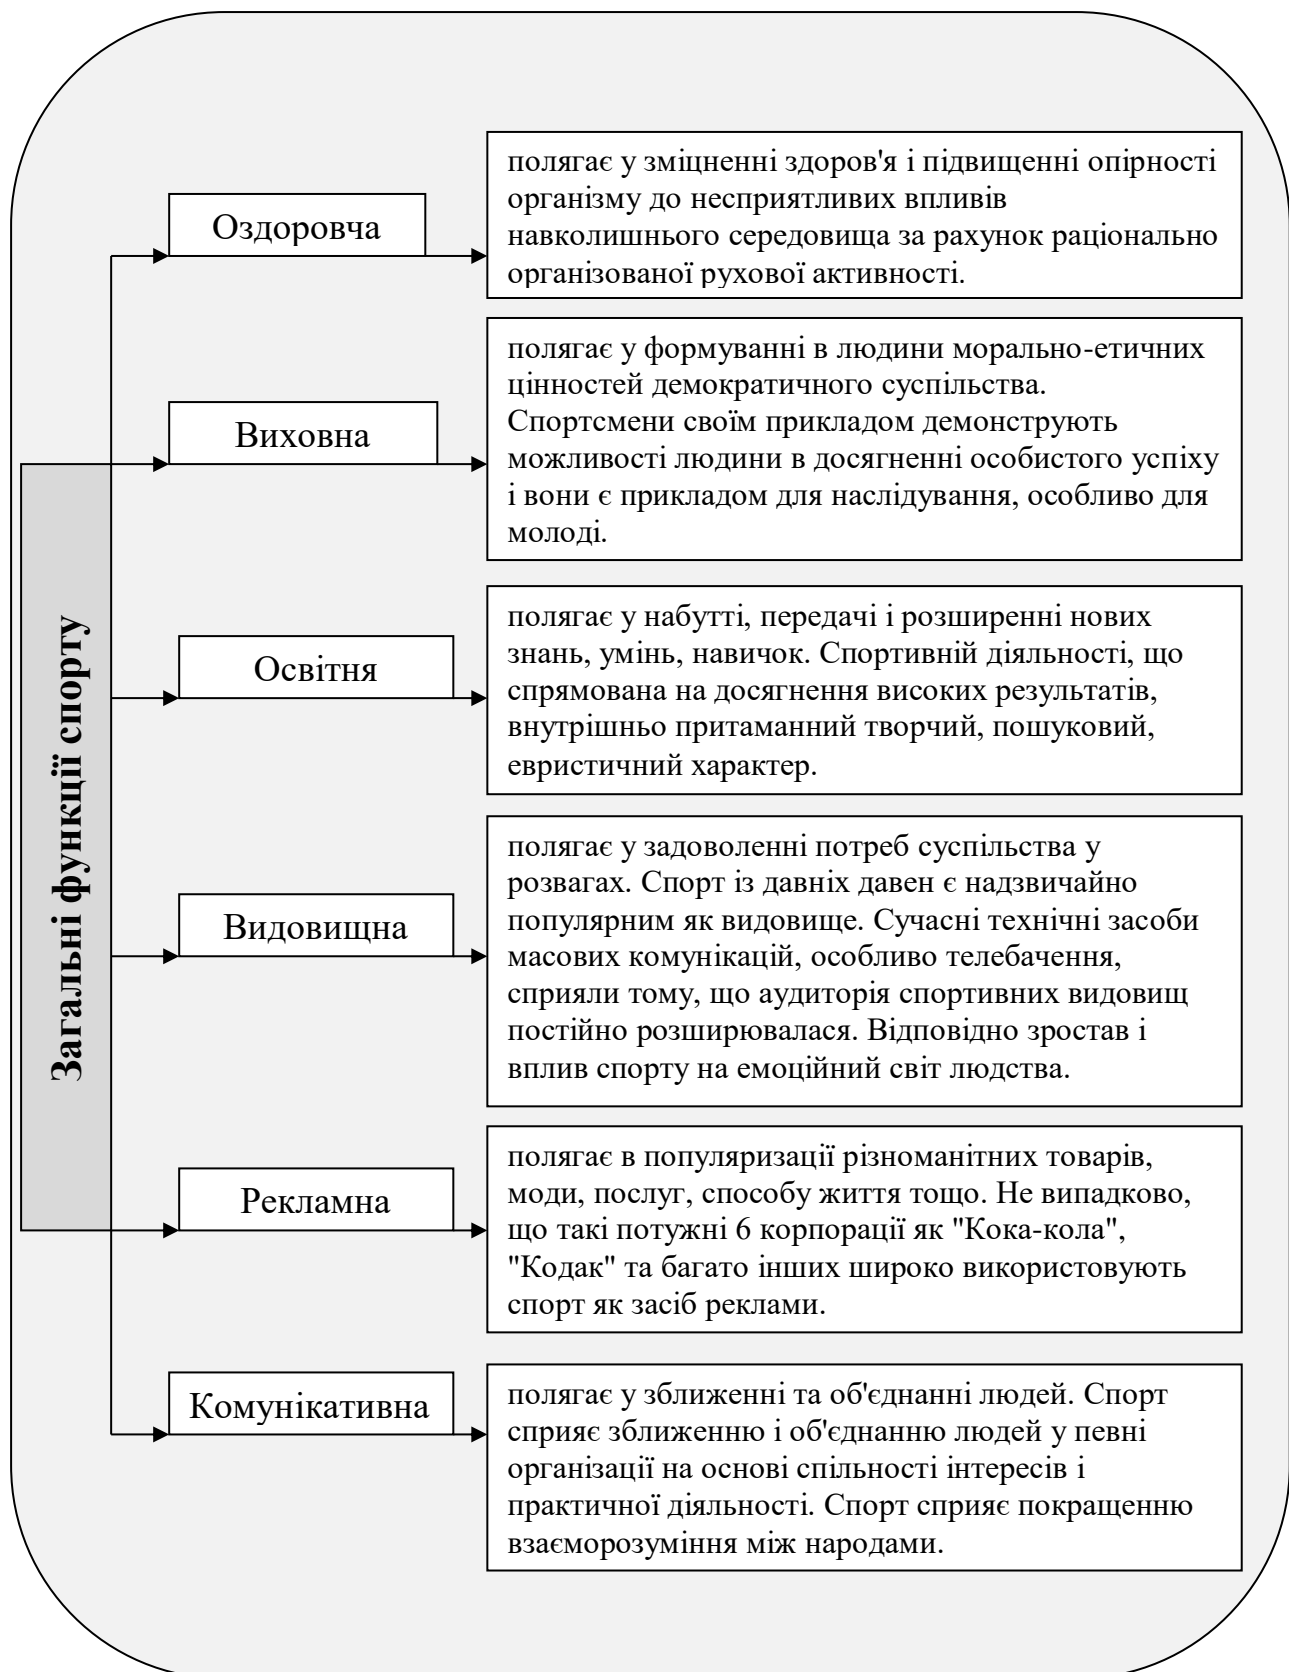 Загальні функції спорту
Оздоровча
полягає у зміцненні здоров'я і підвищенні опірності
організму до несприятливих впливів
навколишнього середовища за рахунок раціонально
організованої рухової активності.
Виховна
полягає у формуванні в людини морально-етичних
цінностей демократичного суспільства.
Спортсмени своїм прикладом демонструють
можливості людини в досягненні особистого успіху
і вони є прикладом для наслідування, особливо для
молоді.
Освітня
полягає у набутті, передачі і розширенні нових
знань, умінь, навичок. Спортивній діяльності, що
спрямована на досягнення високих результатів,
внутрішньо притаманний творчий, пошуковий,
евристичний характер.
Видовищна
полягає у задоволенні потреб суспільства у
розвагах. Спорт із давніх давен є надзвичайно
популярним як видовище. Сучасні технічні засоби
масових комунікацій, особливо телебачення,
сприяли тому, що аудиторія спортивних видовищ
постійно розширювалася. Відповідно зростав і
вплив спорту на емоційний світ людства.
Рекламна
полягає в популяризації різноманітних товарів,
моди, послуг, способу життя тощо. Не випадково,
що такі потужні 6 корпорації як "Кока-кола",
"Кодак" та багато інших широко використовують
спорт як засіб реклами.
Комунікативна
полягає у зближенні та об'єднанні людей. Спорт
сприяє зближенню і об'єднанню людей у певні
організації на основі спільності інтересів і
практичної діяльності. Спорт сприяє покращенню
взаєморозуміння між народами.